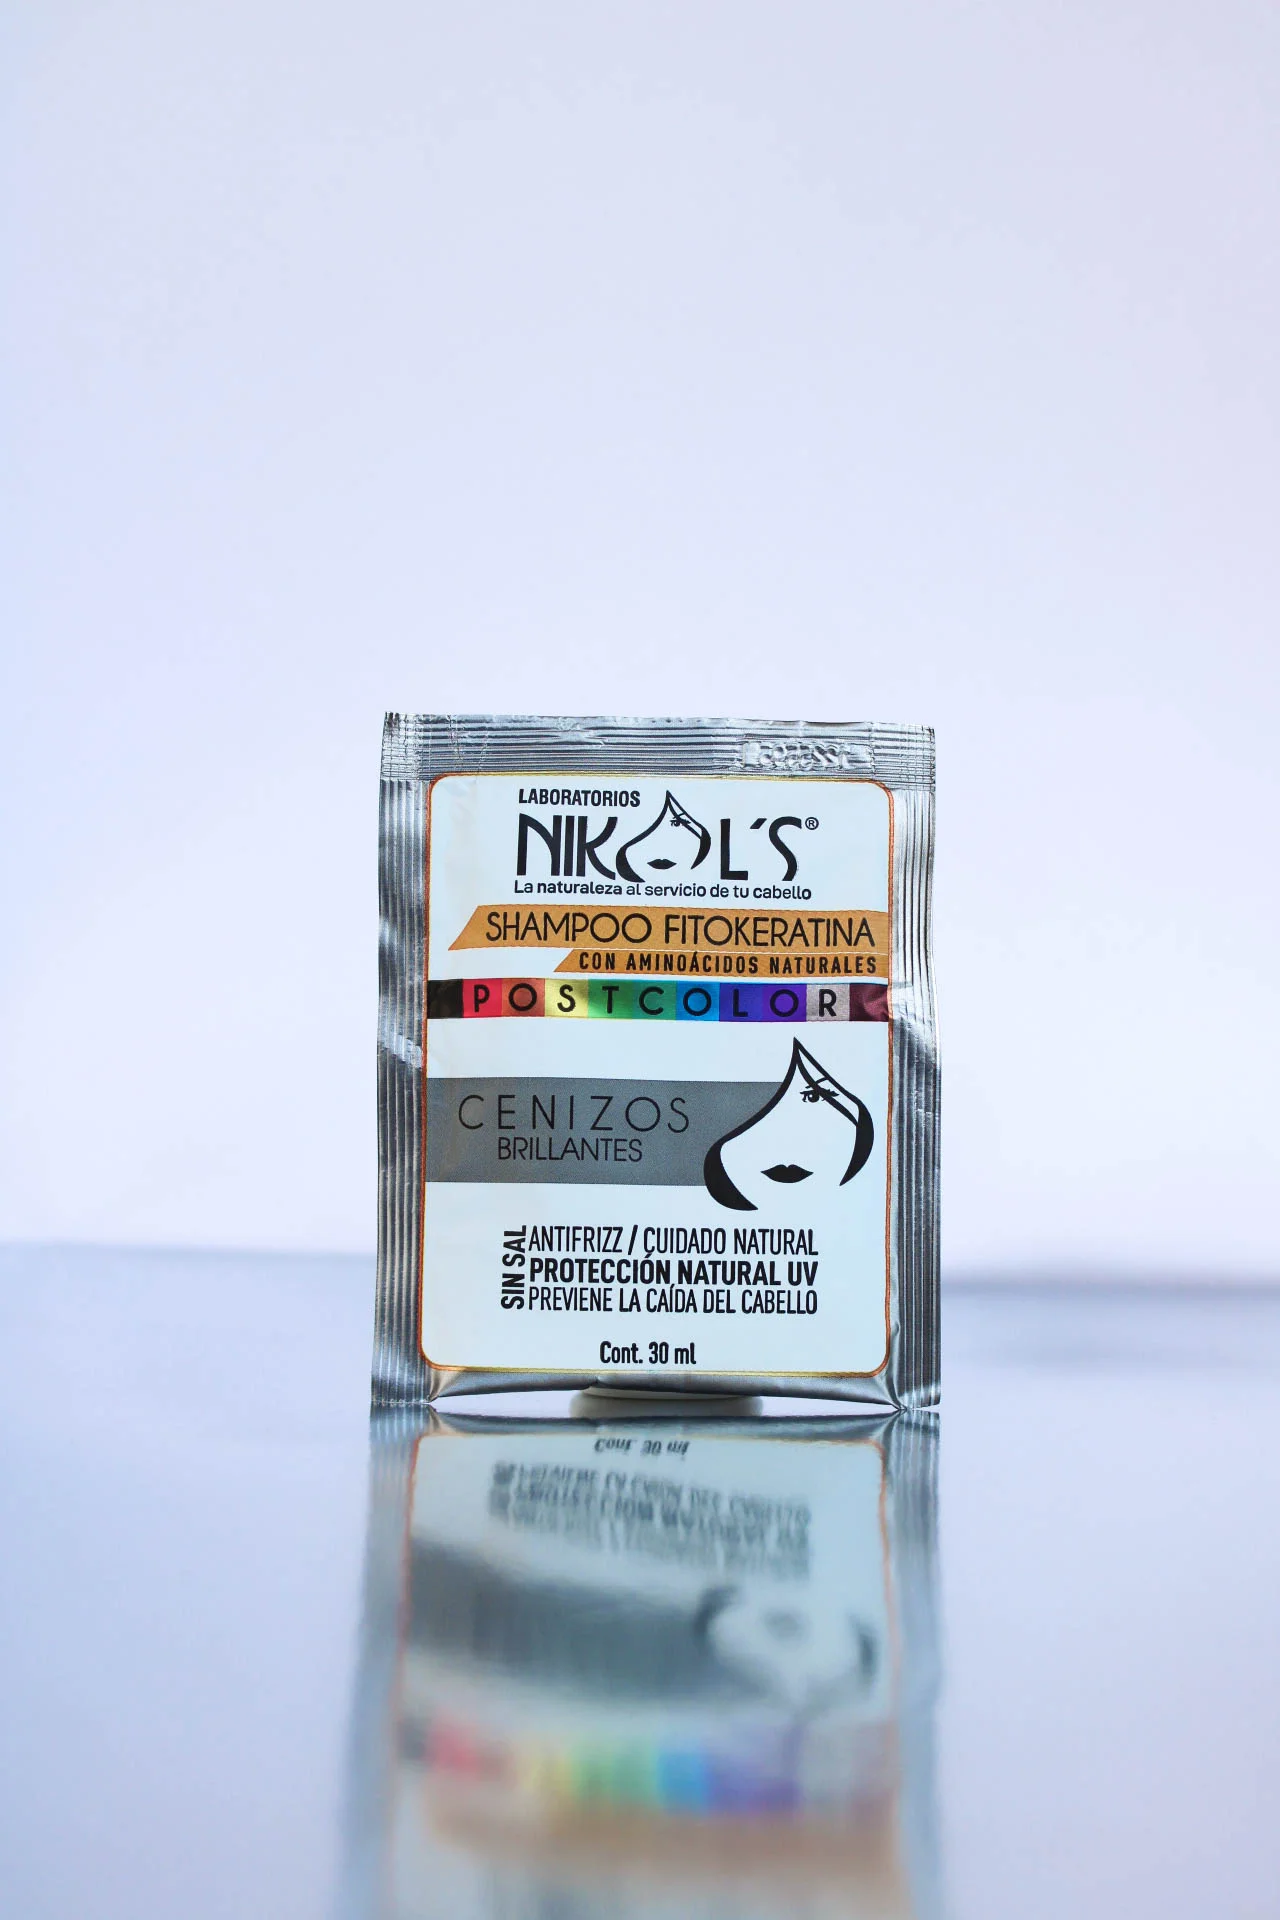 LABORATORIOS
NIKOL´S®
La naturaleza al servicio de tu cabello
SHAMPOO FITOKERATINA
CON AMINOÁCIDOS NATURALES
POSTCOLOR
CENIZOS
BRILLANTES
SIN SAL
ANTIFRIZZ / CUIDADO NATURAL
PROTECCIÓN NATURAL UV
PREVIENE LA CAÍDA DEL CABELLO
Cont. 30 ml